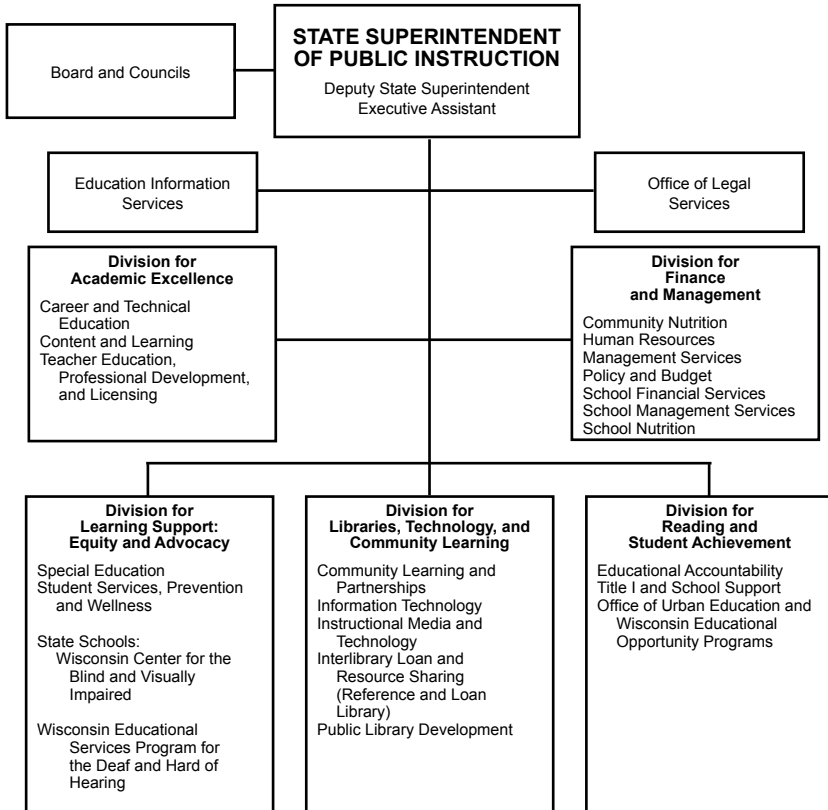 STATE SUPERINTENDENT
OF PUBLIC INSTRUCTION
Deputy State Superintendent
Executive Assistant
Board and Councils
Education Information
Services
Office of Legal
Services
Division for
Academic Excellence
Career and Technical
Education
Content and Learning
Teacher Education,
Professional Development,
and Licensing
Division for
Finance
and Management
Community Nutrition
Human Resources
Management Services
Policy and Budget
School Financial Services
School Management Services
School Nutrition
Division for
Learning Support:
Equity and Advocacy
Special Education
Student Services, Prevention
and Wellness
State Schools:
Wisconsin Center for the
Blind and Visually
Impaired
Wisconsin Educational
Services Program for
the Deaf and Hard of
Hearing
Division for
Libraries, Technology, and
Community Learning
Community Learning and
Partnerships
Information Technology
Instructional Media and
Technology
Interlibrary Loan and
Resource Sharing
(Reference and Loan
Library)
Public Library Development
Division for
Reading and
Student Achievement
Educational Accountability
Title I and School Support
Office of Urban Education and
Wisconsin Educational
Opportunity Programs